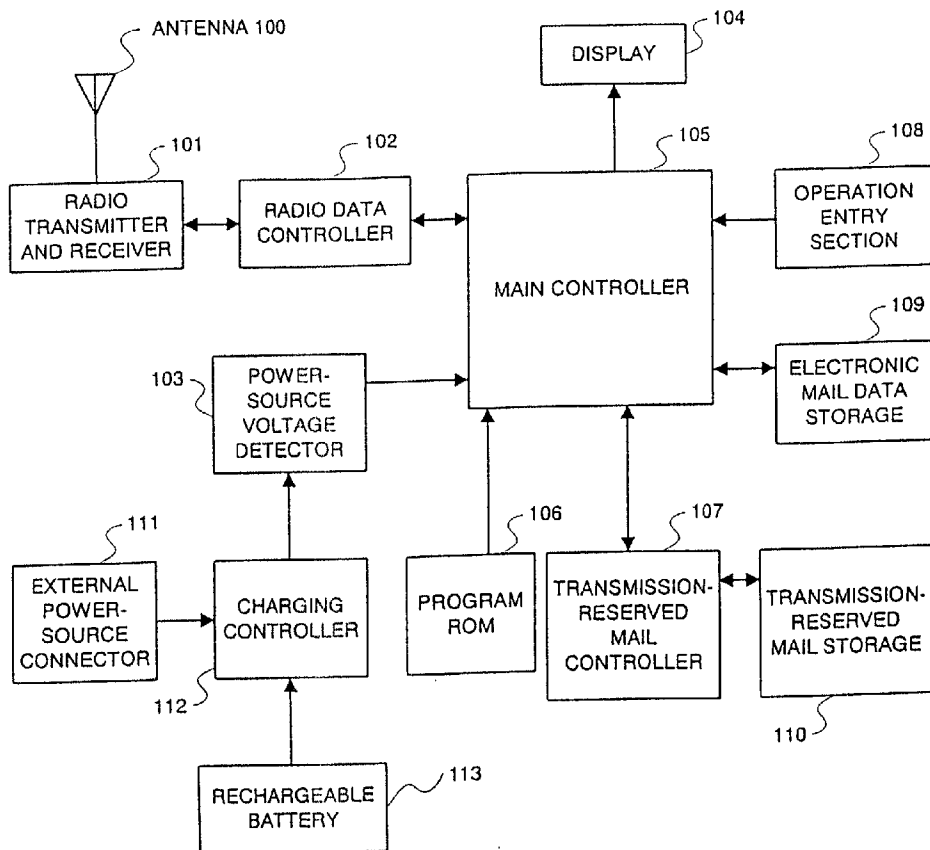 ANTENNA 100
104
DISPLAY
101
102
105
108
RADIO
TRANSMITTER
AND RECEIVER
RADIO DATA
CONTROLLER
MAIN CONTROLLER
OPERATION
ENTRY
SECTION
109
ELECTRONIC
MAIL DATA
STORAGE
103
POWER-
SOURCE
VOLTAGE
DETECTOR
111
106
107
EXTERNAL
POWER-
SOURCE
CONNECTOR
CHARGING
CONTROLLER
112
PROGRAM
ROM
TRANSMISSION-
RESERVED
MAIL
CONTROLLER
TRANSMISSION-
RESERVED
MAIL STORAGE
110
RECHARGEABLE
BATTERY
113